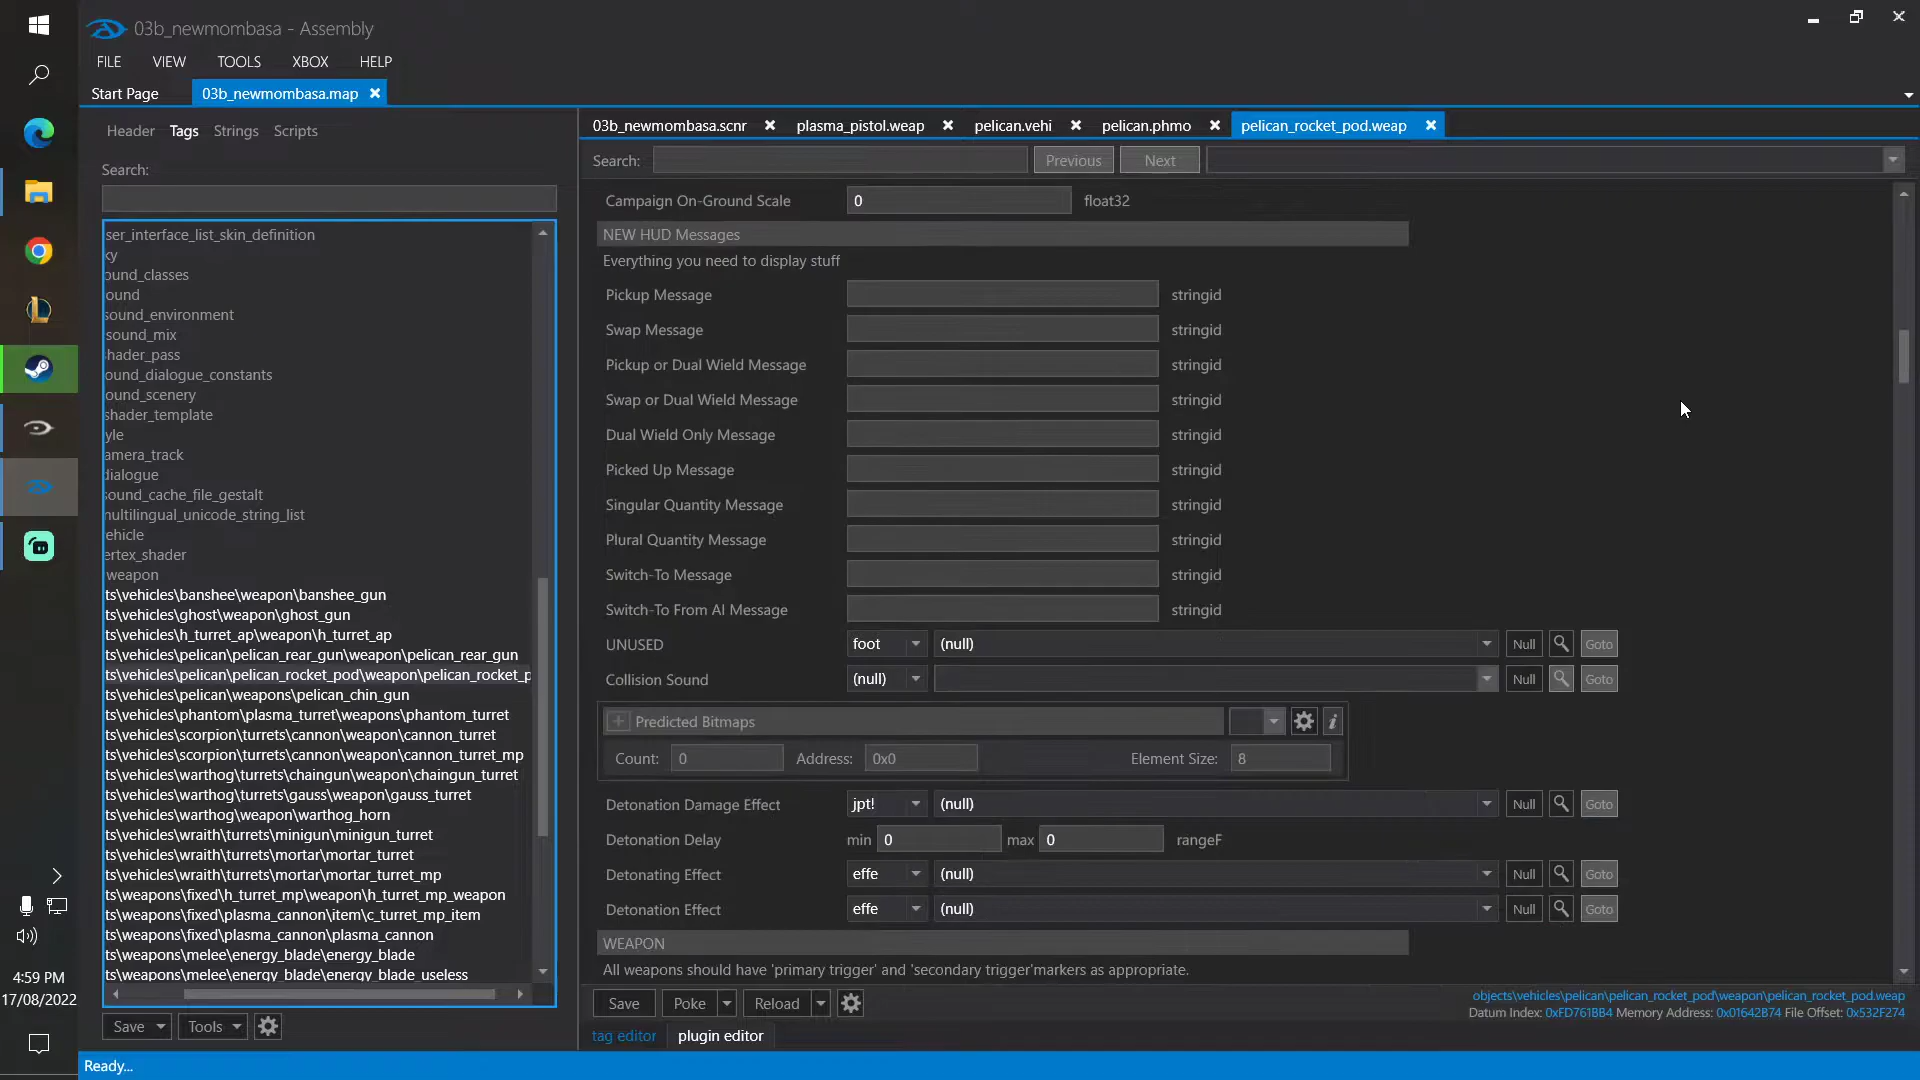 03b_newmombasa - Assembly
FILE VIEW TOOLS XBOX HELP
Start Page 03b_newmombasa.map
Header Tags Strings Scripts
Search:
ser_interface_list_skin_definition
ky
ound_classes
ound
sound_environment
sound_mix
hader_pass
ound_dialogue_constants
ound_scenery
shader_template
yle
amera_track
dialogue
sound_cache_file_gestalt
nultilingual_unicode_string_list
ehicle
ertex_shader
weapon
ts\vehicles\banshee\weapon\banshee_gun
ts\vehicles\ghost\weapon\ghost_gun
ts\vehicles\h_turret_ap\weapon\h_turret_ap
ts\vehicles\pelican\pelican_rear_gun\weapon\pelican_rear_gun
ts\vehicles\pelican\pelican_rocket_pod\weapon\pelican_rocket_p
ts\vehicles\pelican\weapons\pelican_chin_gun
ts\vehicles\phantom\plasma_turret\weapons\phantom_turret
ts\vehicles\scorpion\turrets\cannon\weapon\cannon_turret
ts\vehicles\scorpion\turrets\cannon\weapon\cannon_turret_mp
ts\vehicles\warthog\turrets\chaingun\weapon\chaingun_turret
ts\vehicles\warthog\turrets\gauss\weapon\gauss_turret
ts\vehicles\warthog\weapon\warthog_horn
ts\vehicles\wraith\turrets\minigun\minigun_turret
ts\vehicles\wraith\turrets\mortar\mortar_turret
ts\vehicles\wraith\turrets\mortar\mortar_turret_mp
ts\weapons\fixed\h_turret_mp\weapon\h_turret_mp_weapon
ts\weapons\fixed\plasma_cannon\item\c_turret_mp_item
ts\weapons\fixed\plasma_cannon\plasma_cannon
ts\weapons\melee\energy_blade\energy_blade
ts\weapons\melee\energy_blade\energy_blade_useless
Save Tools
03b_newmombasa.scnr plasma_pistol.weap pelican.vehi pelican.phmo pelican_rocket_pod.weap
Search: Previous Next
Campaign On-Ground Scale 0 float32
NEW HUD Messages
Everything you need to display stuff
Pickup Message stringid
Swap Message stringid
Pickup or Dual Wield Message stringid
Swap or Dual Wield Message stringid
Dual Wield Only Message stringid
Picked Up Message stringid
Singular Quantity Message stringid
Plural Quantity Message stringid
Switch-To Message stringid
Switch-To From AI Message stringid
UNUSED foot (null) Null Goto
Collision Sound (null) Null Goto
Predicted Bitmaps i
Count: 0 Address: 0x0 Element Size: 8
Detonation Damage Effect jpt! (null) Null Goto
Detonation Delay min 0 max 0 rangeF
Detonating Effect effe (null) Null Goto
Detonation Effect effe (null) Null Goto
WEAPON
All weapons should have 'primary trigger' and 'secondary trigger'markers as appropriate.
Save Poke Reload
objects\vehicles\pelican\pelican_rocket_pod\weapon\pelican_rocket_pod.weap
Datum Index: 0xFD761BB4 Memory Address: 0x01642B74 File Offset: 0x532F274
tag editor plugin editor
4:59 PM
17/08/2022
Ready...